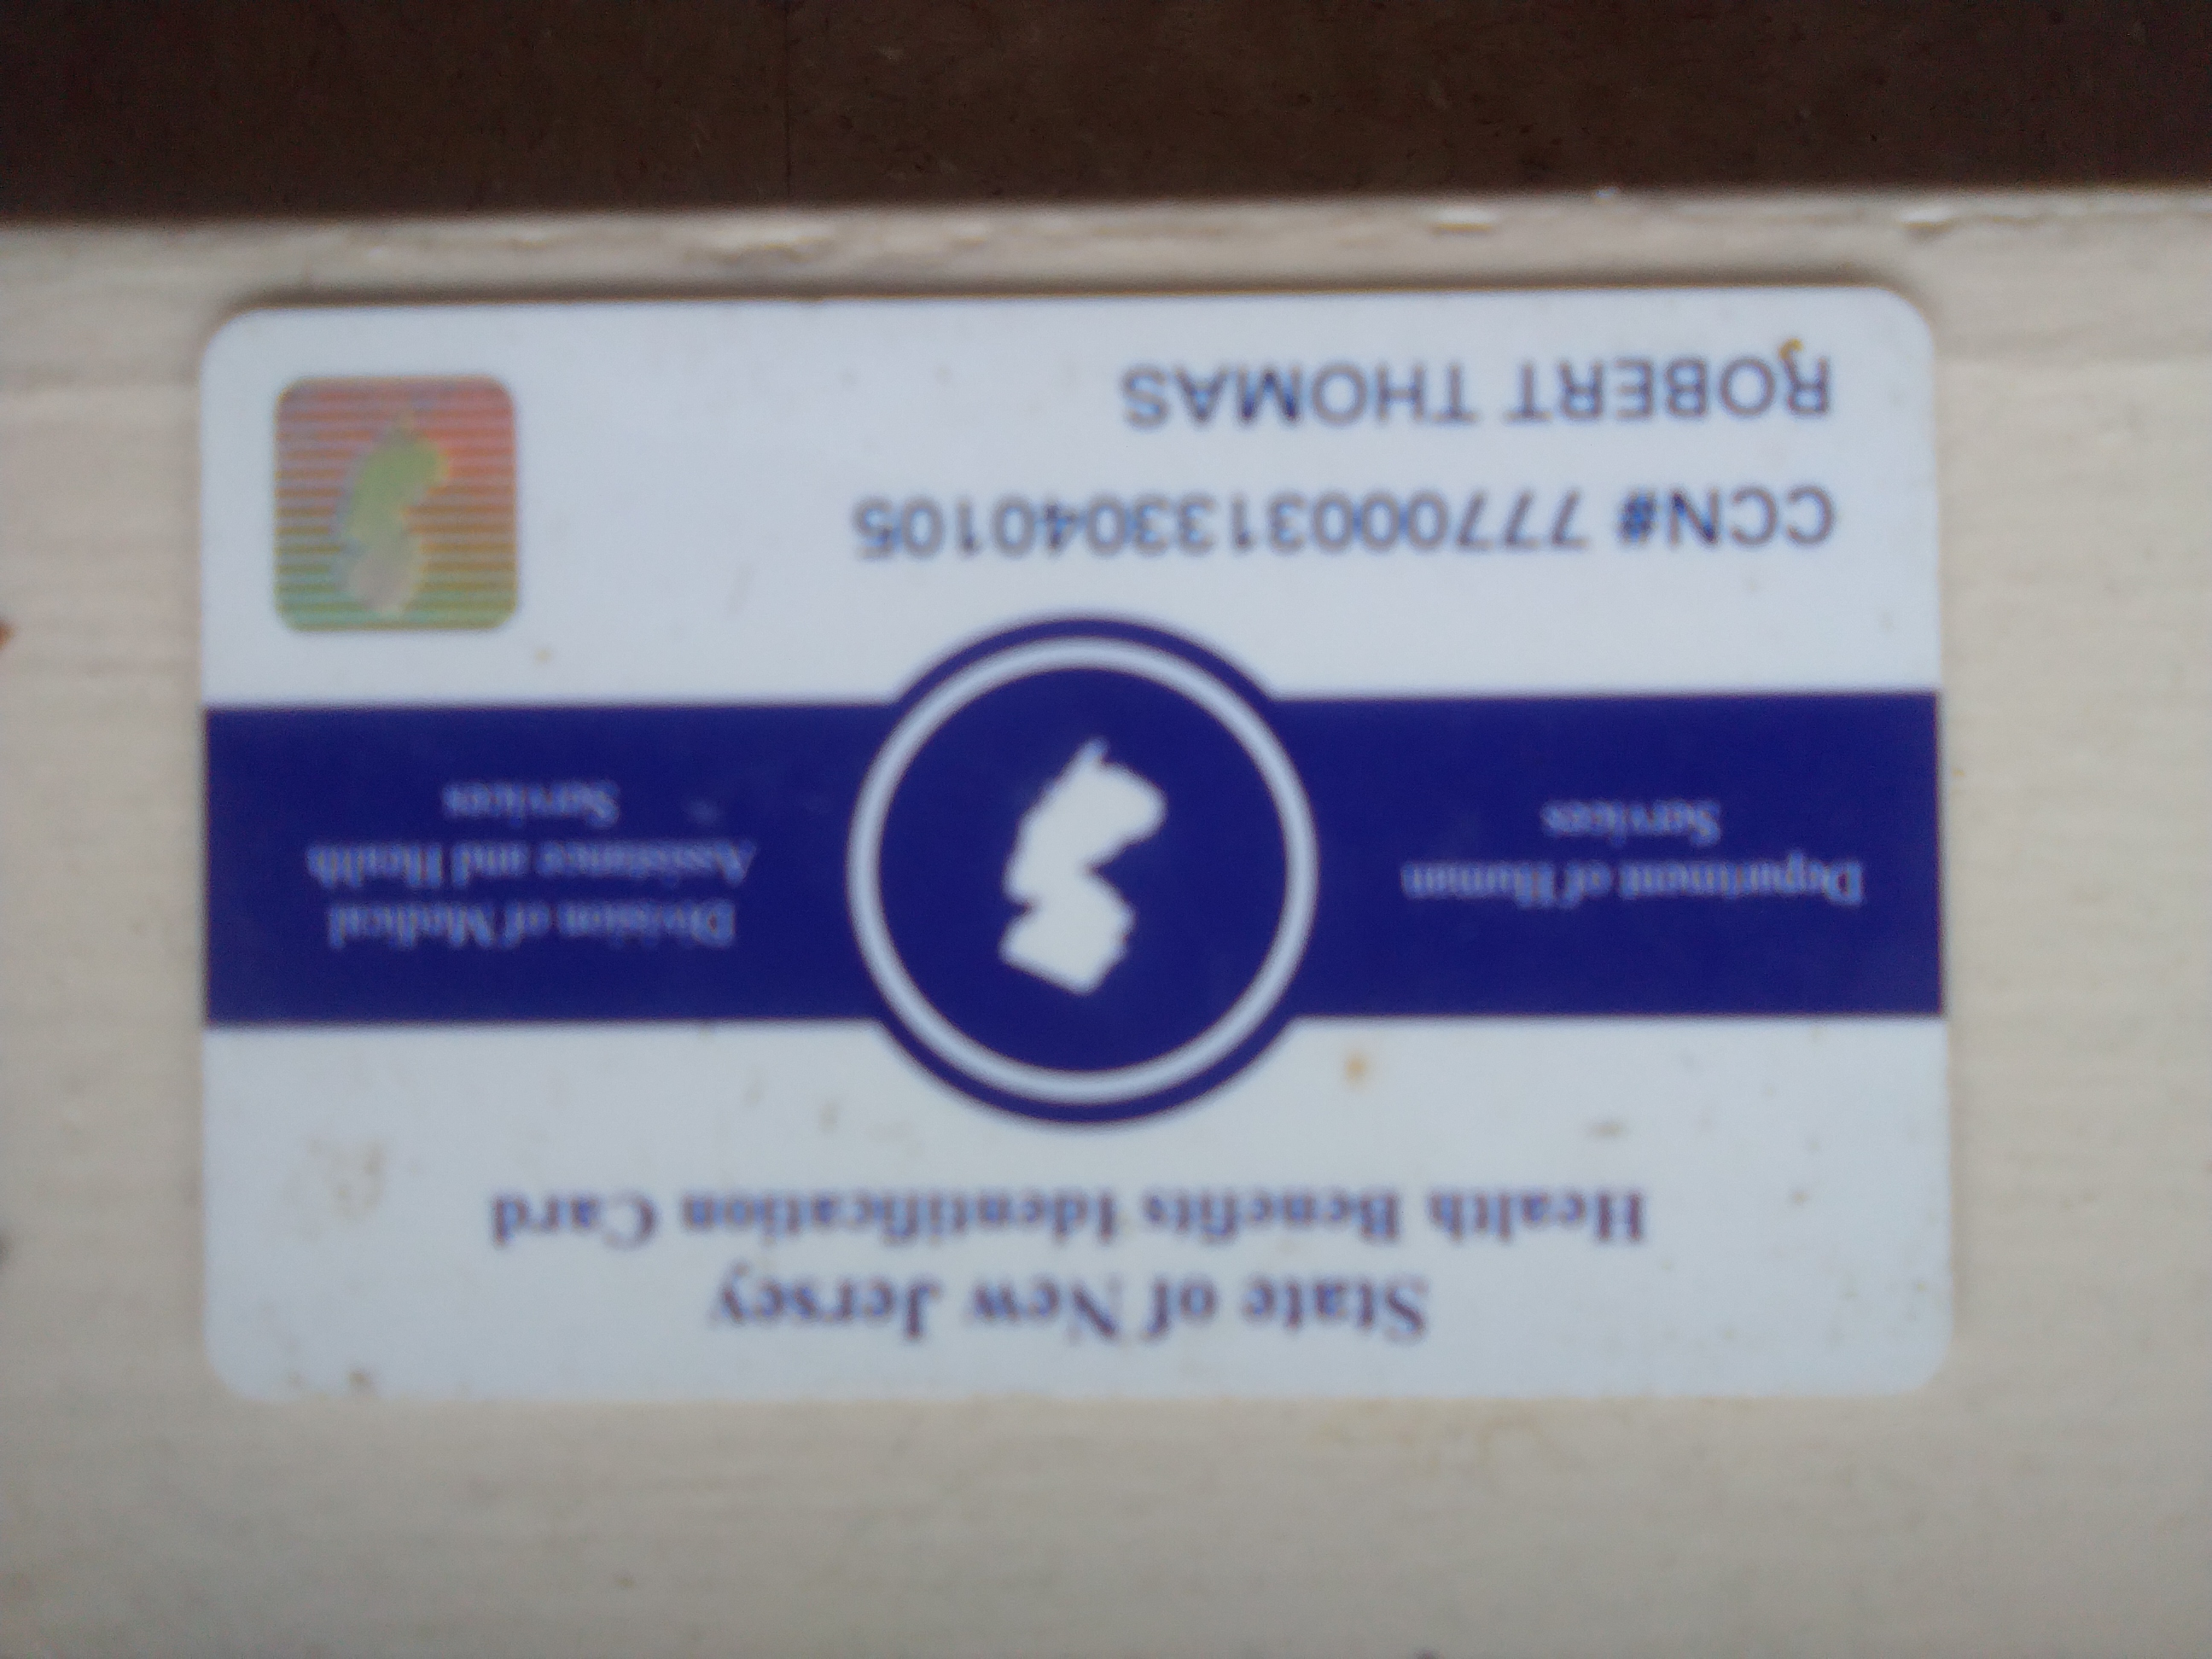 State of New Jersey
Health Benefits Identification Card
Department of Human
Services
Division of Medical
Assistance and Health
Services
CCN# 7770003133040105
ROBERT THOMAS